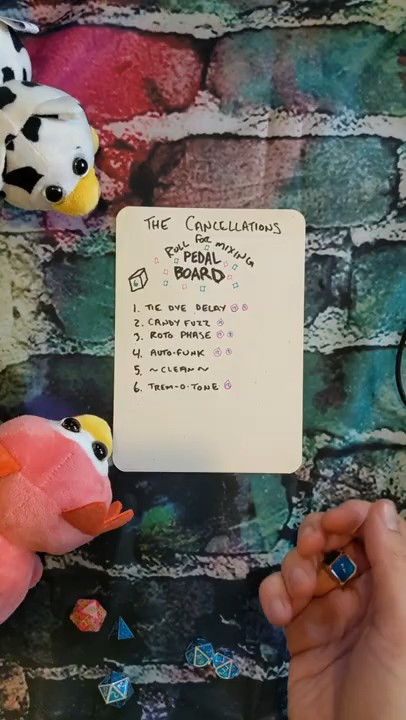 THE CANCELLATIONS
ROLL FOR MIXING
PEDAL
BOARD
6
1. TIE DYE DELAY
2. CANDY FUZZ
3. ROTO PHASE
4. AUTO-FUNK
5. ~CLEAN~
6. TREM-O-TONE